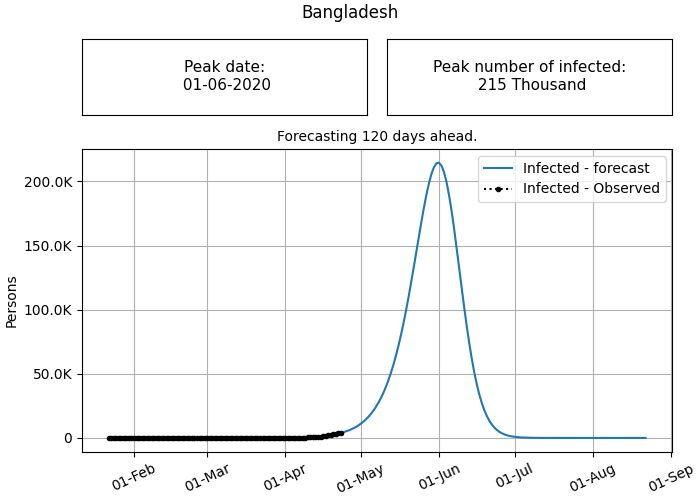 Bangladesh
Peak date:
01-06-2020
Peak number of infected:
215 Thousand
Forecasting 120 days ahead.
Infected - forecast
Infected - Observed
Persons
200.0K
150.0K
100.0K
50.0K
0
01-Feb
01-Mar
01-Apr
01-May
01-Jun
01-Jul
01-Aug
01-Sep